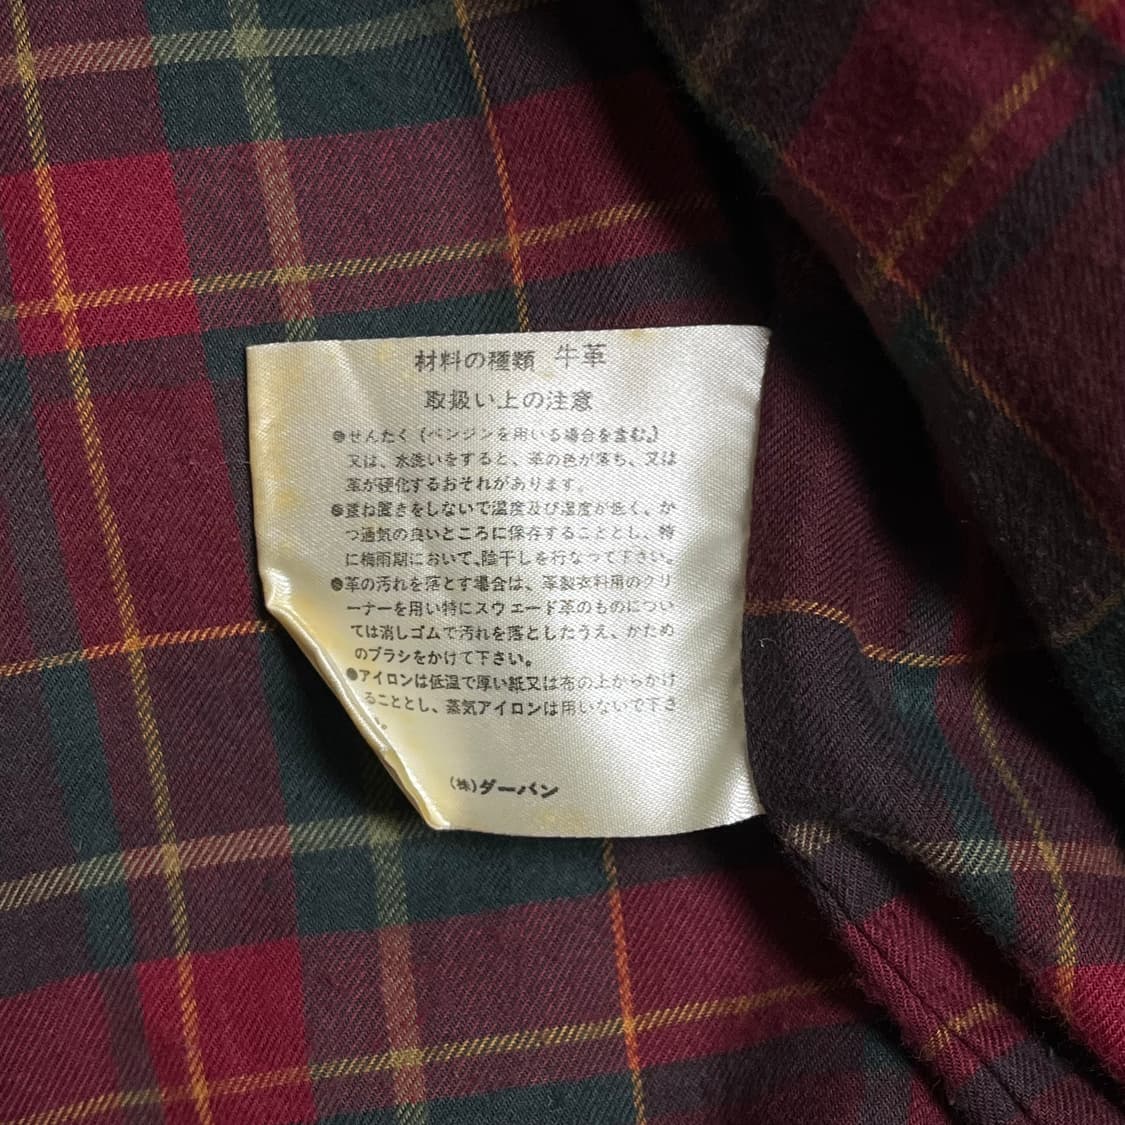 材料の種類 牛革
取扱い上の注意
●せんたく(ベンジンを用いる場合を含む。)
又は、水洗いをすると、革の色が落ち、又は
革が硬化するおそれがあります。
●重ね置きをしないで温度及び湿度が低く、か
つ通気の良いところに保存することとし、特
に梅雨期において、陰干しを行なって下さい。
●革の汚れを落とす場合は、革製衣料用のクリ
ーナーを用い特にスウェード革のものについ
ては消しゴムで汚れを落としたうえ、かため
のブラシをかけて下さい。
●アイロンは低温で厚い紙又は布の上からかけ
ることとし、蒸気アイロンは用いないで下さ
い。
(株)ダーバン